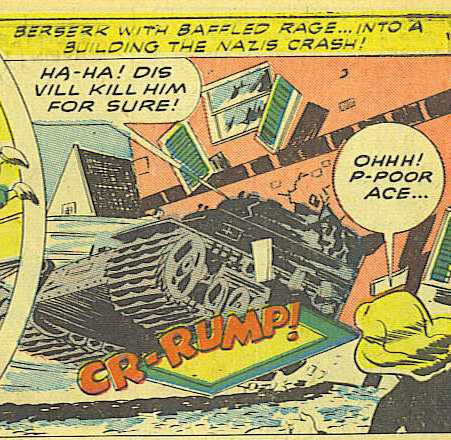 BERSERK WITH BAFFLED RAGE...INTO A
BUILDING THE NAZIS CRASH!
HA-HA! DIS
VILL KILL HIM
FOR SURE!
OHHH!
P-POOR
ACE...
CR-RUMP!